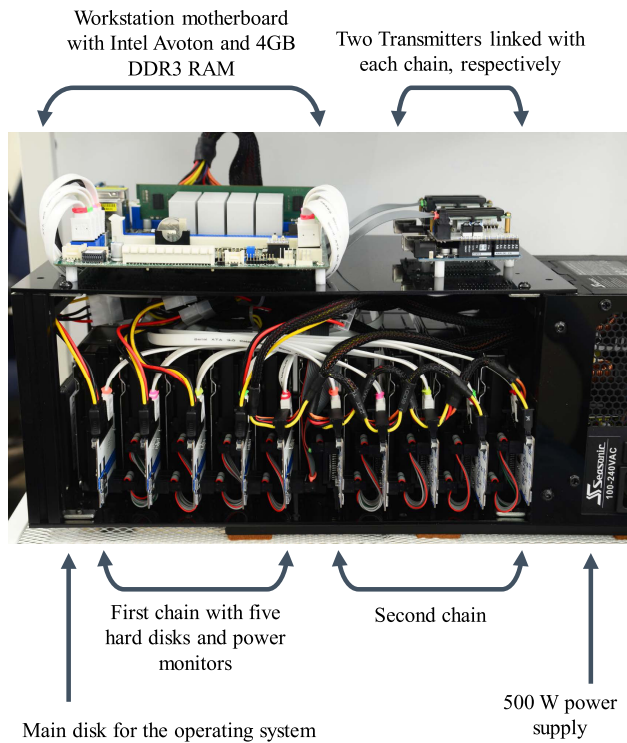 Workstation motherboard
with Intel Avoton and 4GB
DDR3 RAM
Two Transmitters linked with
each chain, respectively
Seasonic
100-240VAC
First chain with five
hard disks and power
monitors
Second chain
Main disk for the operating system
500 W power
supply